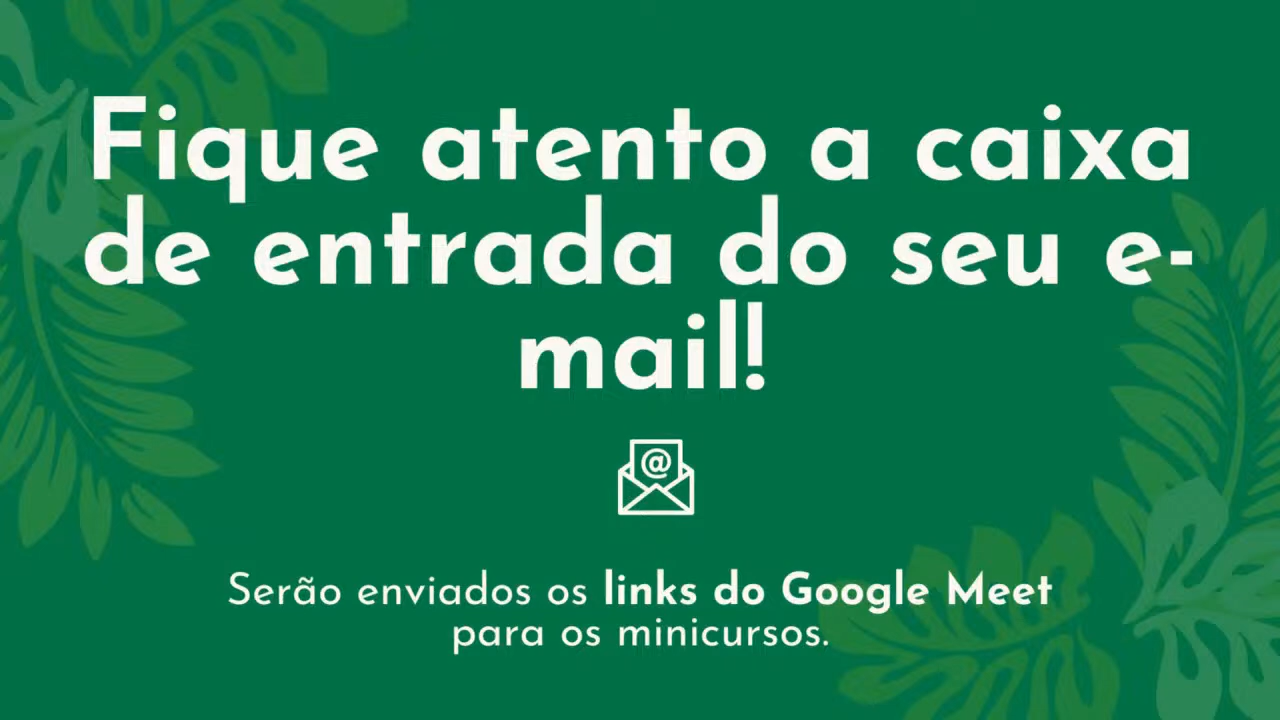 Fique atento a caixa
de entrada do seu e-
mail!
@
Serão enviados os links do Google Meet
para os minicursos.